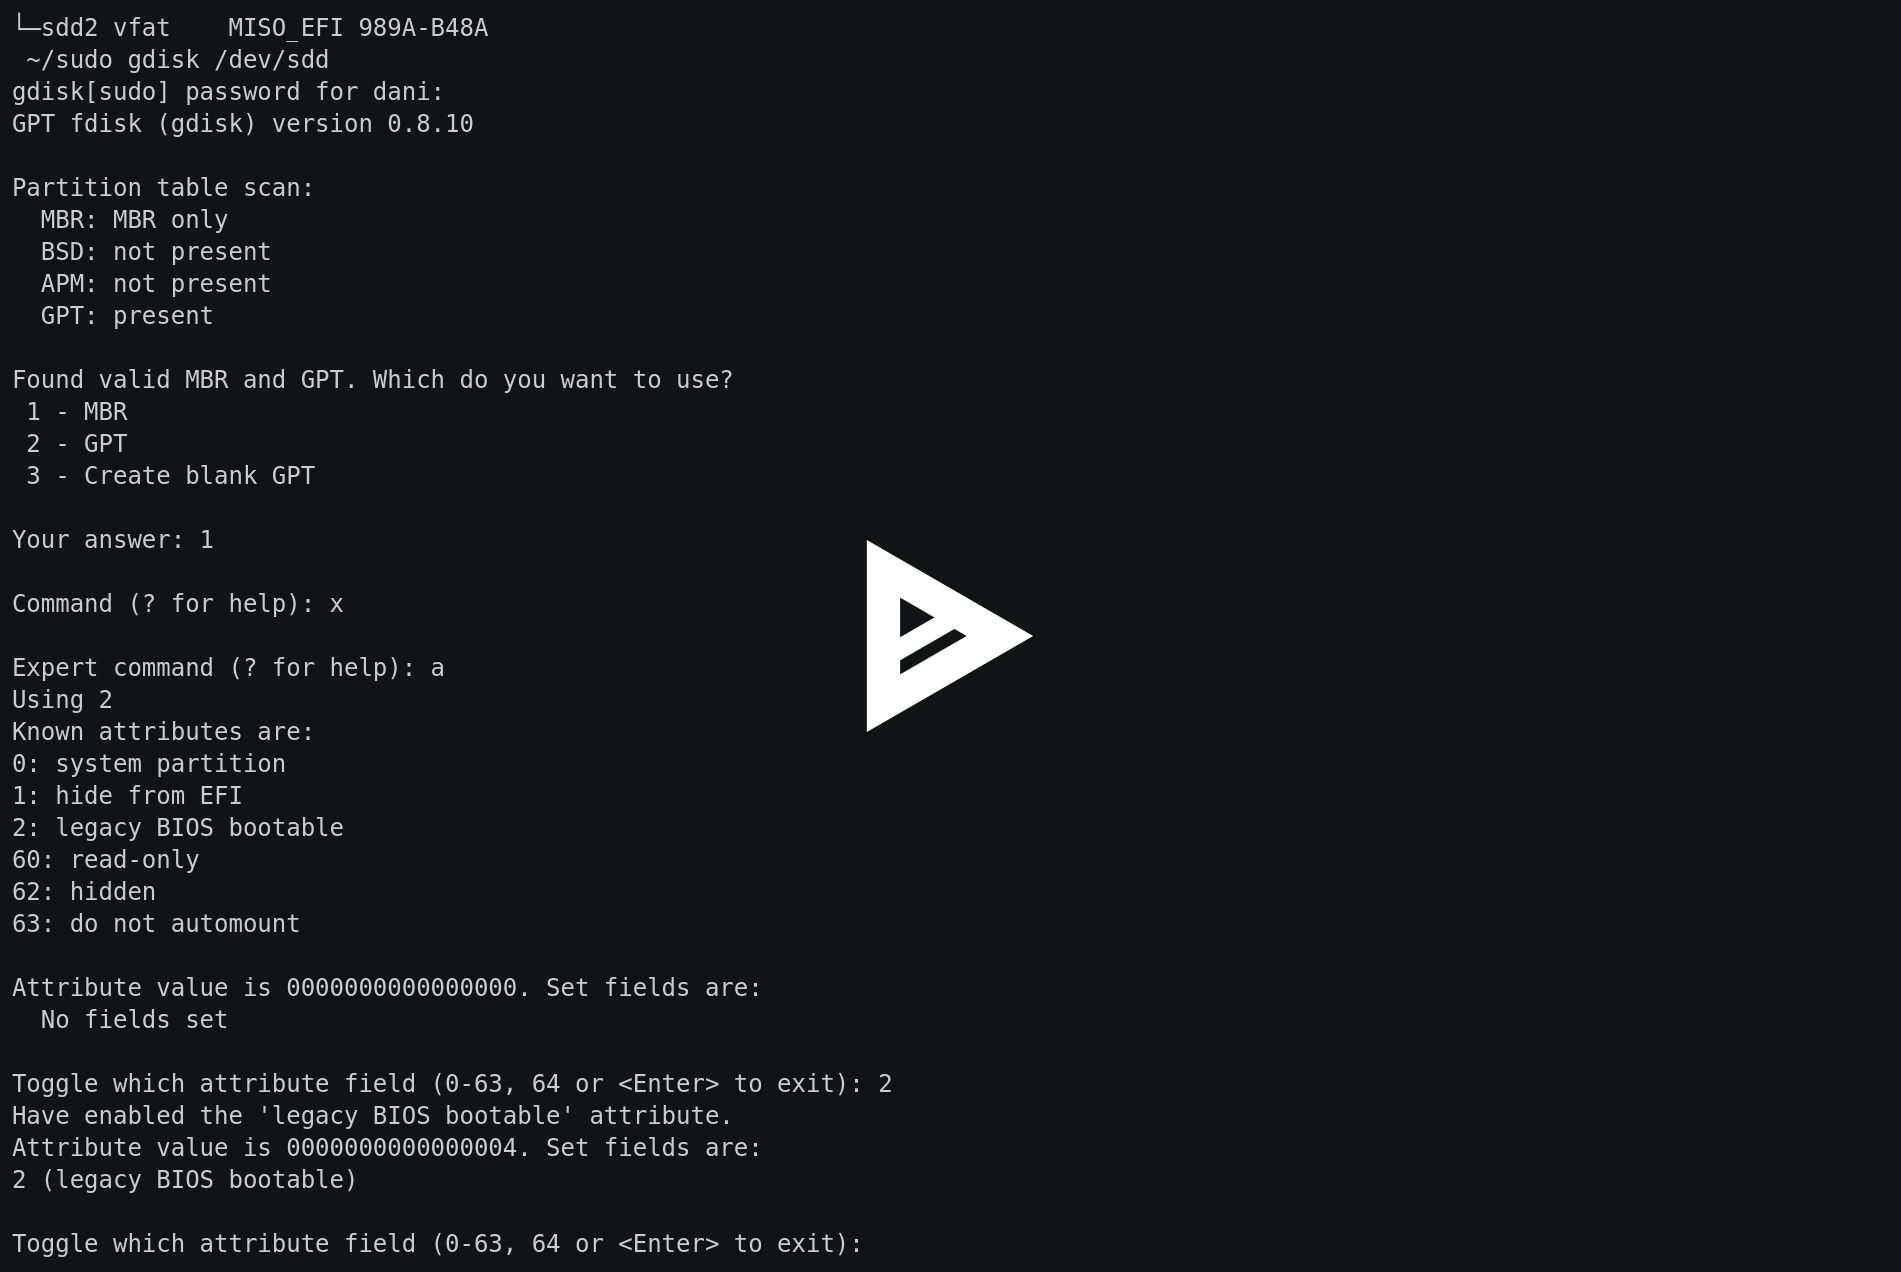 └─sdd2 vfat    MISO_EFI 989A-B48A
 ~/sudo gdisk /dev/sdd
gdisk[sudo] password for dani:
GPT fdisk (gdisk) version 0.8.10

Partition table scan:
  MBR: MBR only
  BSD: not present
  APM: not present
  GPT: present

Found valid MBR and GPT. Which do you want to use?
 1 - MBR
 2 - GPT
 3 - Create blank GPT

Your answer: 1

Command (? for help): x

Expert command (? for help): a
Using 2
Known attributes are:
0: system partition
1: hide from EFI
2: legacy BIOS bootable
60: read-only
62: hidden
63: do not automount

Attribute value is 0000000000000000. Set fields are:
  No fields set

Toggle which attribute field (0-63, 64 or <Enter> to exit): 2
Have enabled the 'legacy BIOS bootable' attribute.
Attribute value is 0000000000000004. Set fields are:
2 (legacy BIOS bootable)

Toggle which attribute field (0-63, 64 or <Enter> to exit):